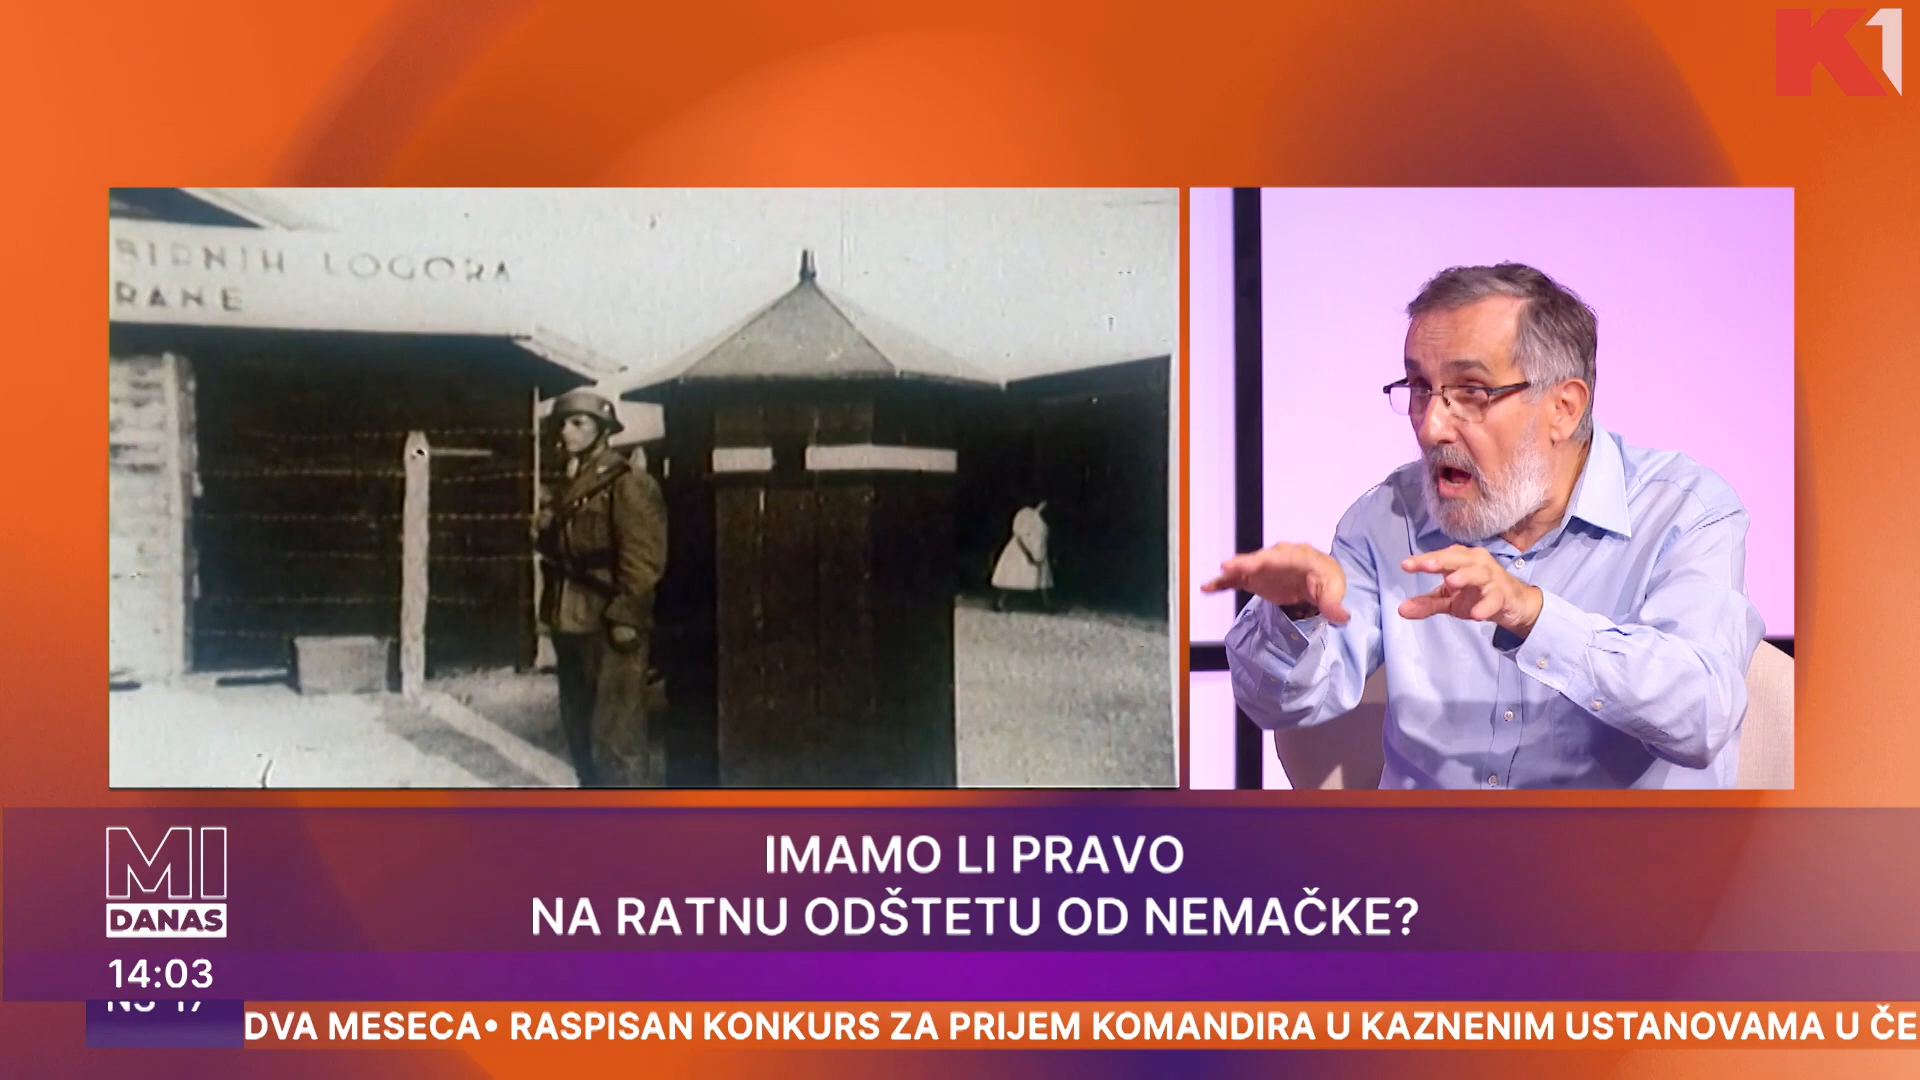 K1
BIRNIH LOGORA
RANE
IMAMO LI PRAVO
NA RATNU ODŠTETU OD NEMAČKE?
MI
DANAS
14:03
DVA MESECA• RASPISAN KONKURS ZA PRIJEM KOMANDIRA U KAZNENIM USTANOVAMA U ČE